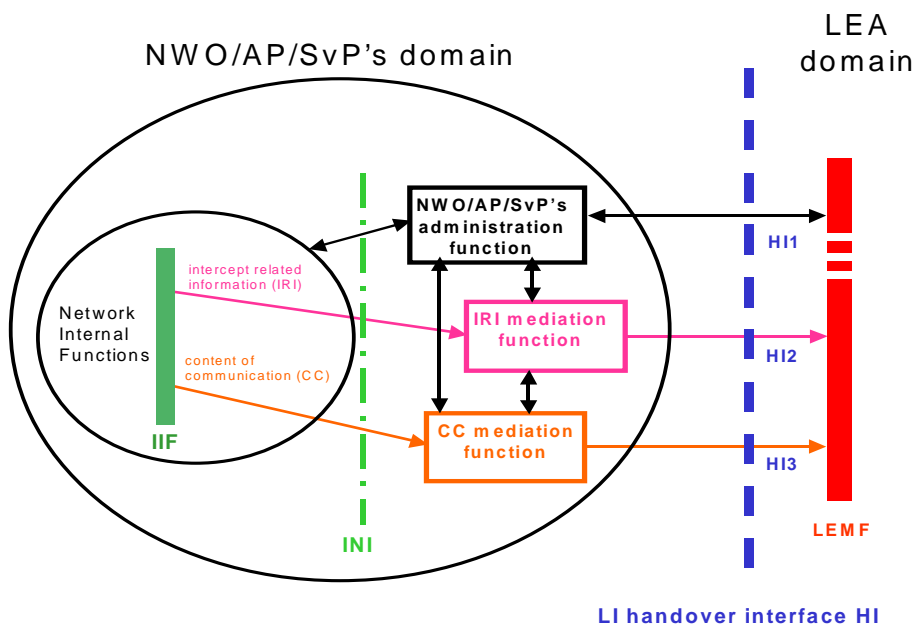 LEA
domain
NWO/AP/SvP's domain
NWO/AP/SvP's
administration
function
HI1
intercept related
information (IRI)
Network
Internal
Functions
IRI mediation
function
HI2
content of
communication (CC)
CC mediation
function
HI3
IIF
INI
LEMF
LI handover interface HI